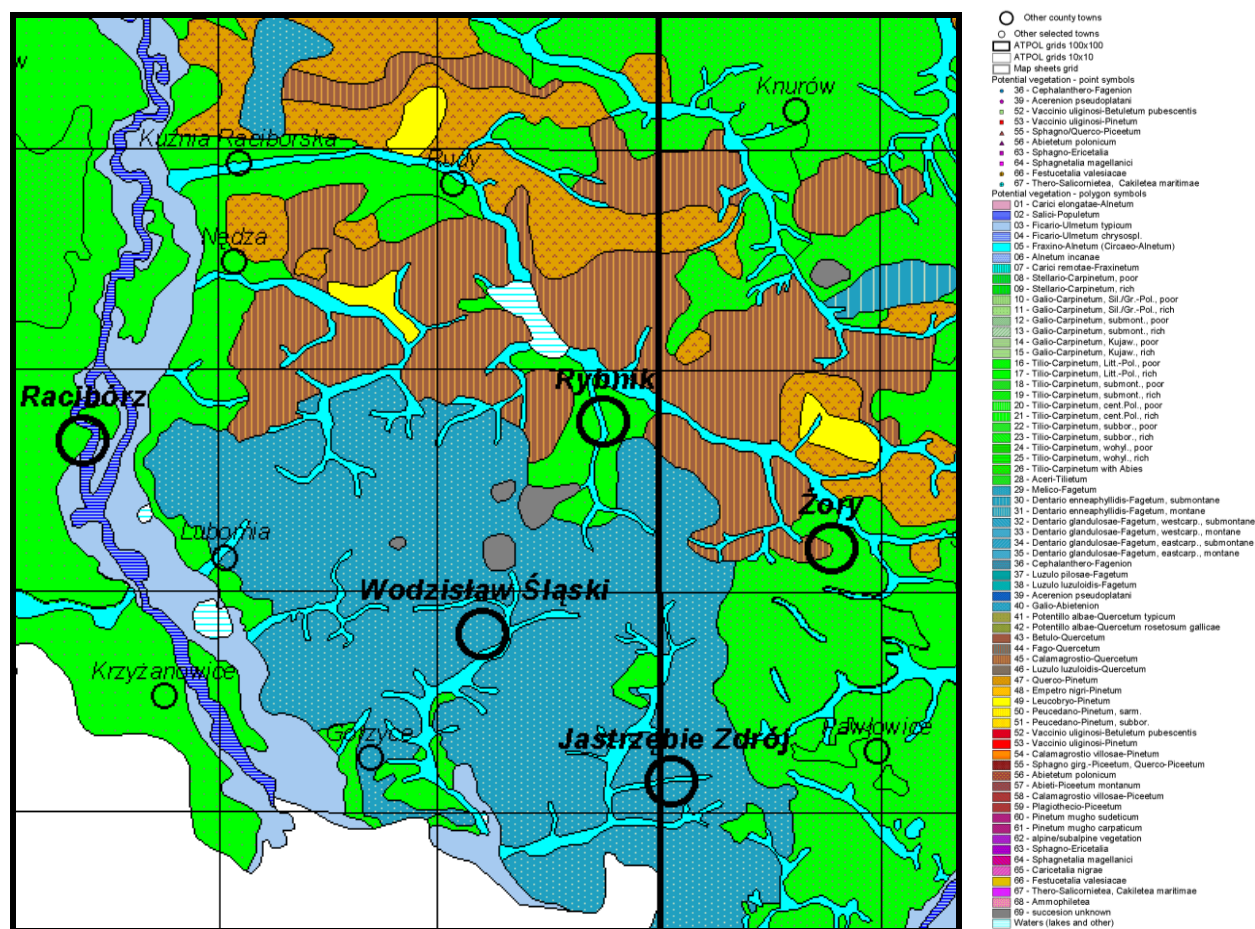 Knurów
Kuźnia Raciborska
Rudy
Nędza
Racibórz
Rybnik
Żory
Lubomia
Wodzisław Śląski
Krzyżanowice
Gorzyce
Pawłowice
Jastrzębie Zdrój
Other county towns
Other selected towns
ATPOL grids 100x100
ATPOL grids 10x10
Map sheets grid
Potential vegetation - point symbols
36 - Cephalanthero-Fagenion
39 - Acerenion pseudoplatani
52 - Vaccinio uliginosi-Betuletum pubescentis
53 - Vaccinio uliginosi-Pinetum
55 - Sphagno/Querco-Piceetum
56 - Abietetum polonicum
63 - Sphagno-Ericetalia
64 - Sphagnetalia magellanici
66 - Festucetalia valesiacae
67 - Thero-Salicornietea, Cakiletea maritimae
Potential vegetation - polygon symbols
01 - Carici elongatae-Alnetum
02 - Salici-Populetum
03 - Ficario-Ulmetum typicum
04 - Ficario-Ulmetum chrysospl.
05 - Fraxino-Alnetum (Circaeo-Alnetum)
06 - Alnetum incanae
07 - Carici remotae-Fraxinetum
08 - Stellario-Carpinetum, poor
09 - Stellario-Carpinetum, rich
10 - Galio-Carpinetum, Sil./Gr.-Pol., poor
11 - Galio-Carpinetum, Sil./Gr.-Pol., rich
12 - Galio-Carpinetum, submont., poor
13 - Galio-Carpinetum, submont., rich
14 - Galio-Carpinetum, Kujaw., poor
15 - Galio-Carpinetum, Kujaw., rich
16 - Tilio-Carpinetum, Litt.-Pol., poor
17 - Tilio-Carpinetum, Litt.-Pol., rich
18 - Tilio-Carpinetum, submont., poor
19 - Tilio-Carpinetum, submont., rich
20 - Tilio-Carpinetum, cent.Pol., poor
21 - Tilio-Carpinetum, cent.Pol., rich
22 - Tilio-Carpinetum, subbor., poor
23 - Tilio-Carpinetum, subbor., rich
24 - Tilio-Carpinetum, wohyl., poor
25 - Tilio-Carpinetum, wohyl., rich
26 - Tilio-Carpinetum with Abies
28 - Aceri-Tilietum
29 - Melico-Fagetum
30 - Dentario enneaphyllidis-Fagetum, submontane
31 - Dentario enneaphyllidis-Fagetum, montane
32 - Dentario glandulosae-Fagetum, westcarp., submontane
33 - Dentario glandulosae-Fagetum, westcarp., montane
34 - Dentario glandulosae-Fagetum, eastcarp., submontane
35 - Dentario glandulosae-Fagetum, eastcarp., montane
36 - Cephalanthero-Fagenion
37 - Luzulo pilosae-Fagetum
38 - Luzulo luzuloidis-Fagetum
39 - Acerenion pseudoplatani
40 - Galio-Abietenion
41 - Potentillo albae-Quercetum typicum
42 - Potentillo albae-Quercetum rosetosum gallicae
43 - Betulo-Quercetum
44 - Fago-Quercetum
45 - Calamagrostio-Quercetum
46 - Luzulo luzuloidis-Quercetum
47 - Querco-Pinetum
48 - Empetro nigri-Pinetum
49 - Leucobryo-Pinetum
50 - Peucedano-Pinetum, sarm.
51 - Peucedano-Pinetum, subbor.
52 - Vaccinio uliginosi-Betuletum pubescentis
53 - Vaccinio uliginosi-Pinetum
54 - Calamagrostio villosae-Pinetum
55 - Sphagno girg.-Piceetum, Querco-Piceetum
56 - Abietetum polonicum
57 - Abieti-Piceetum montanum
58 - Calamagrostio villosae-Piceetum
59 - Plagiothecio-Piceetum
60 - Pinetum mugho sudeticum
61 - Pinetum mugho carpaticum
62 - alpine/subalpine vegetation
63 - Sphagno-Ericetalia
64 - Sphagnetalia magellanici
65 - Caricetalia nigrae
66 - Festucetalia valesiacae
67 - Thero-Salicornietea, Cakiletea maritimae
68 - Ammophiletea
69 - succesion unknown
Waters (lakes and other)